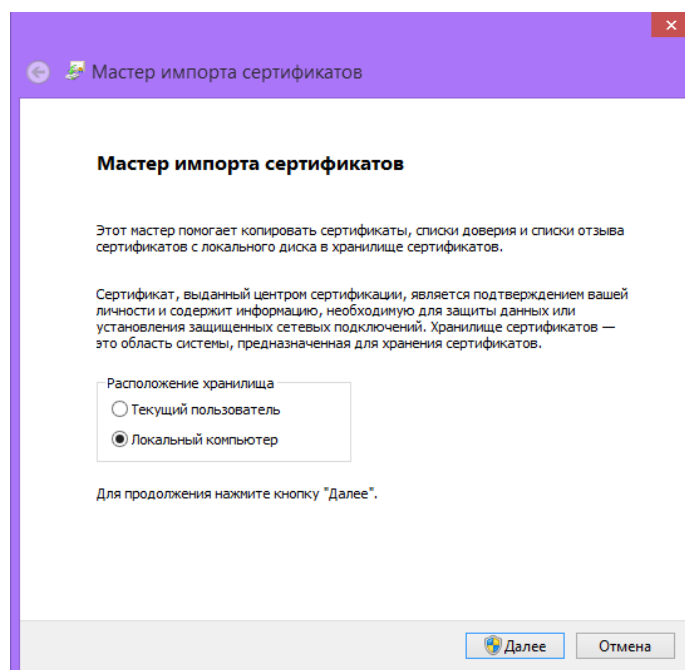 Мастер импорта сертификатов
Мастер импорта сертификатов
Этот мастер помогает копировать сертификаты, списки доверия и списки отзыва
сертификатов с локального диска в хранилище сертификатов.
Сертификат, выданный центром сертификации, является подтверждением вашей
личности и содержит информацию, необходимую для защиты данных или
установления защищенных сетевых подключений. Хранилище сертификатов —
это область системы, предназначенная для хранения сертификатов.
Расположение хранилища
Текущий пользователь
Локальный компьютер
Для продолжения нажмите кнопку "Далее".
Далее
Отмена